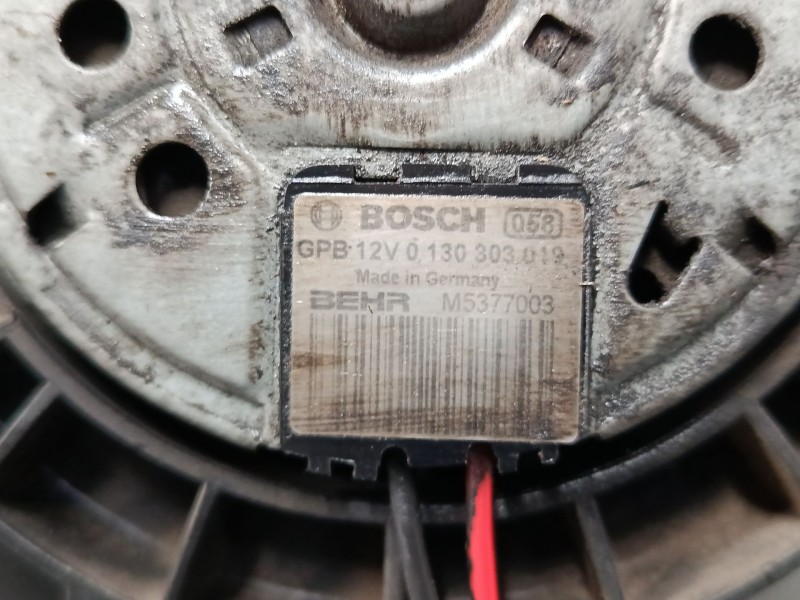 BOSCH 058
GPB 12V 0 130 303 019
Made in Germany
BEHR M5377003